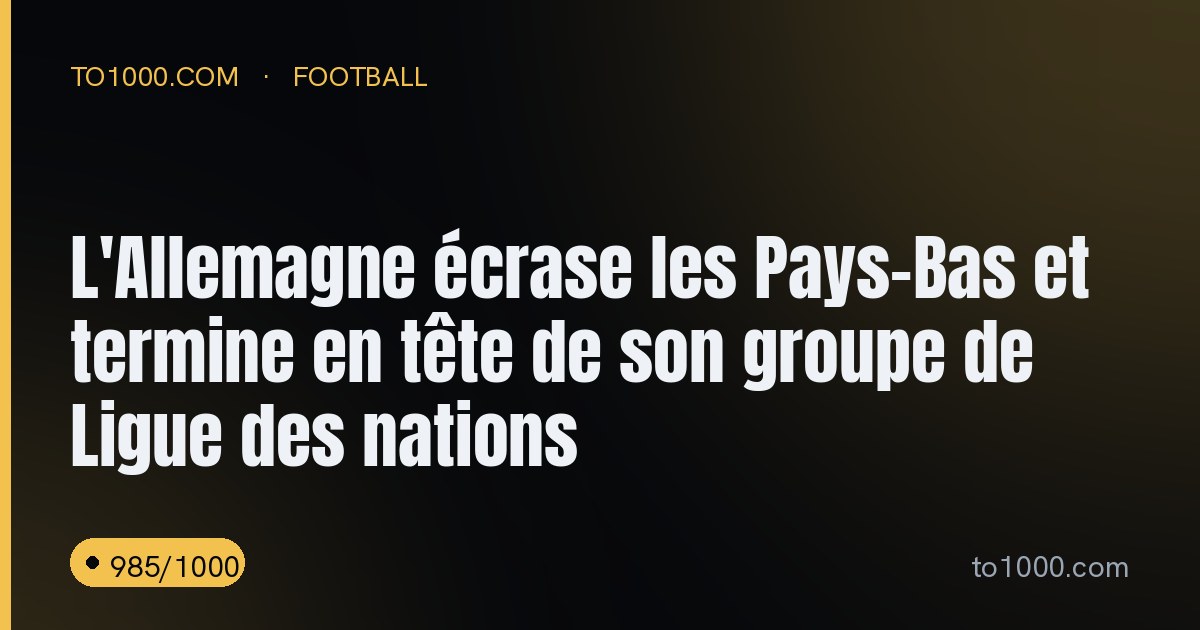 TO1000.COM · FOOTBALL
L'Allemagne écrase les Pays-Bas et
termine en tête de son groupe de
Ligue des nations
985/1000
to1000.com